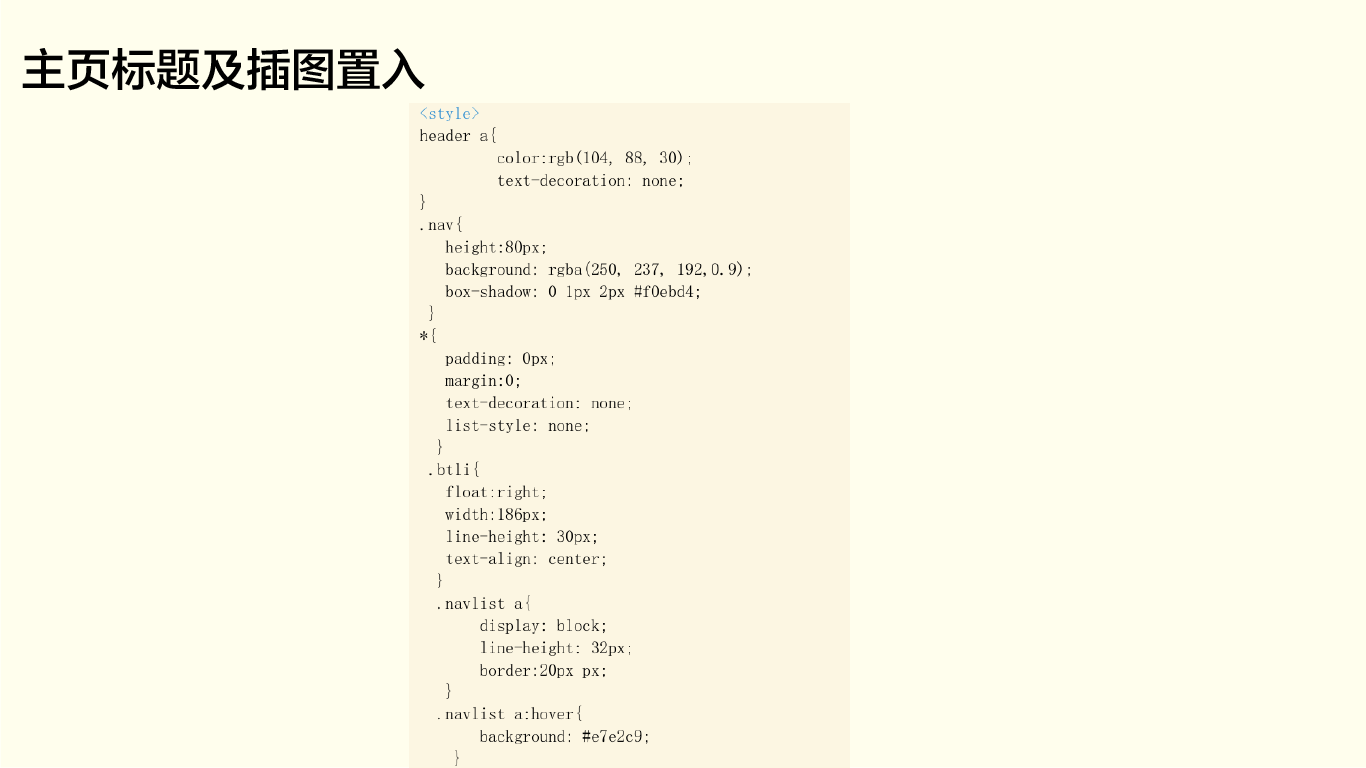 主页标题及插图置入
<style>
header a{
color:rgb(104, 88, 30);
text-decoration: none;
}
.nav{
height:80px;
background: rgba(250, 237, 192,0.9);
box-shadow: 0 1px 2px #f0ebd4;
}
*{
padding: 0px;
margin:0;
text-decoration: none;
list-style: none;
}
.btli{
float:right;
width:186px;
line-height: 30px;
text-align: center;
}
.navlist a{
display: block;
line-height: 32px;
border:20px px;
}
.navlist a:hover{
background: #e7e2c9;
}